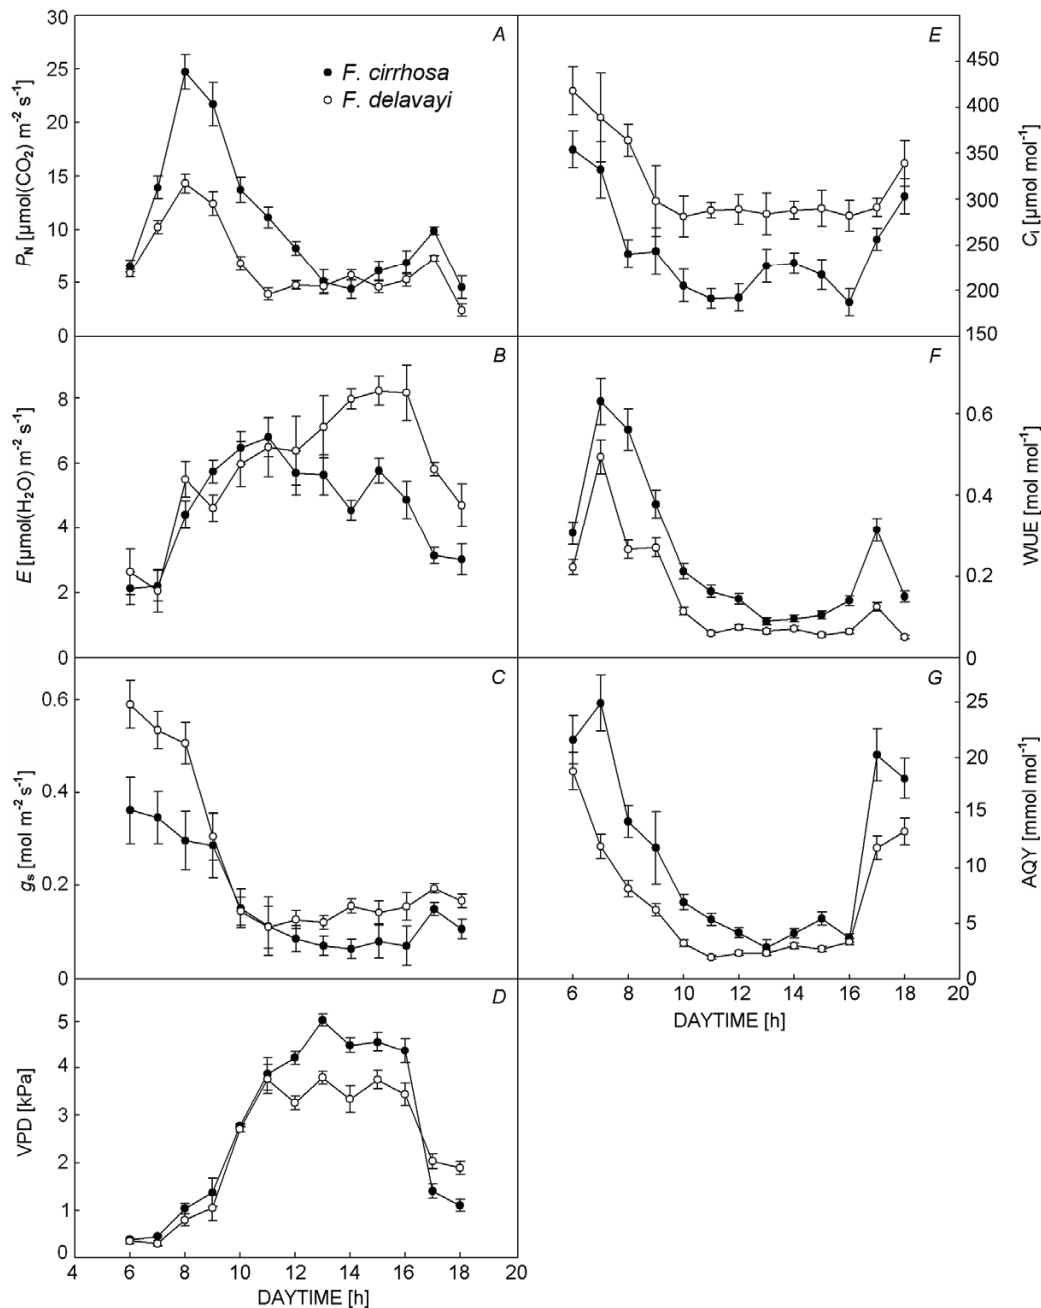 A
30
25
20
15
10
5
0
P_N [μmol(CO₂) m⁻² s⁻¹]
F. cirrhosa
F. delavayi
E
450
400
350
300
250
200
150
C_i [μmol mol⁻¹]
B
8
6
4
2
0
E [μmol(H₂O) m⁻² s⁻¹]
F
0.6
0.4
0.2
0
WUE [mol mol⁻¹]
C
0.6
0.4
0.2
0
g_s [mol m⁻² s⁻¹]
G
25
20
15
10
5
0
AQY [mmol mol⁻¹]
6 8 10 12 14 16 18 20
DAYTIME [h]
D
5
4
3
2
1
0
VPD [kPa]
4 6 8 10 12 14 16 18 20
DAYTIME [h]